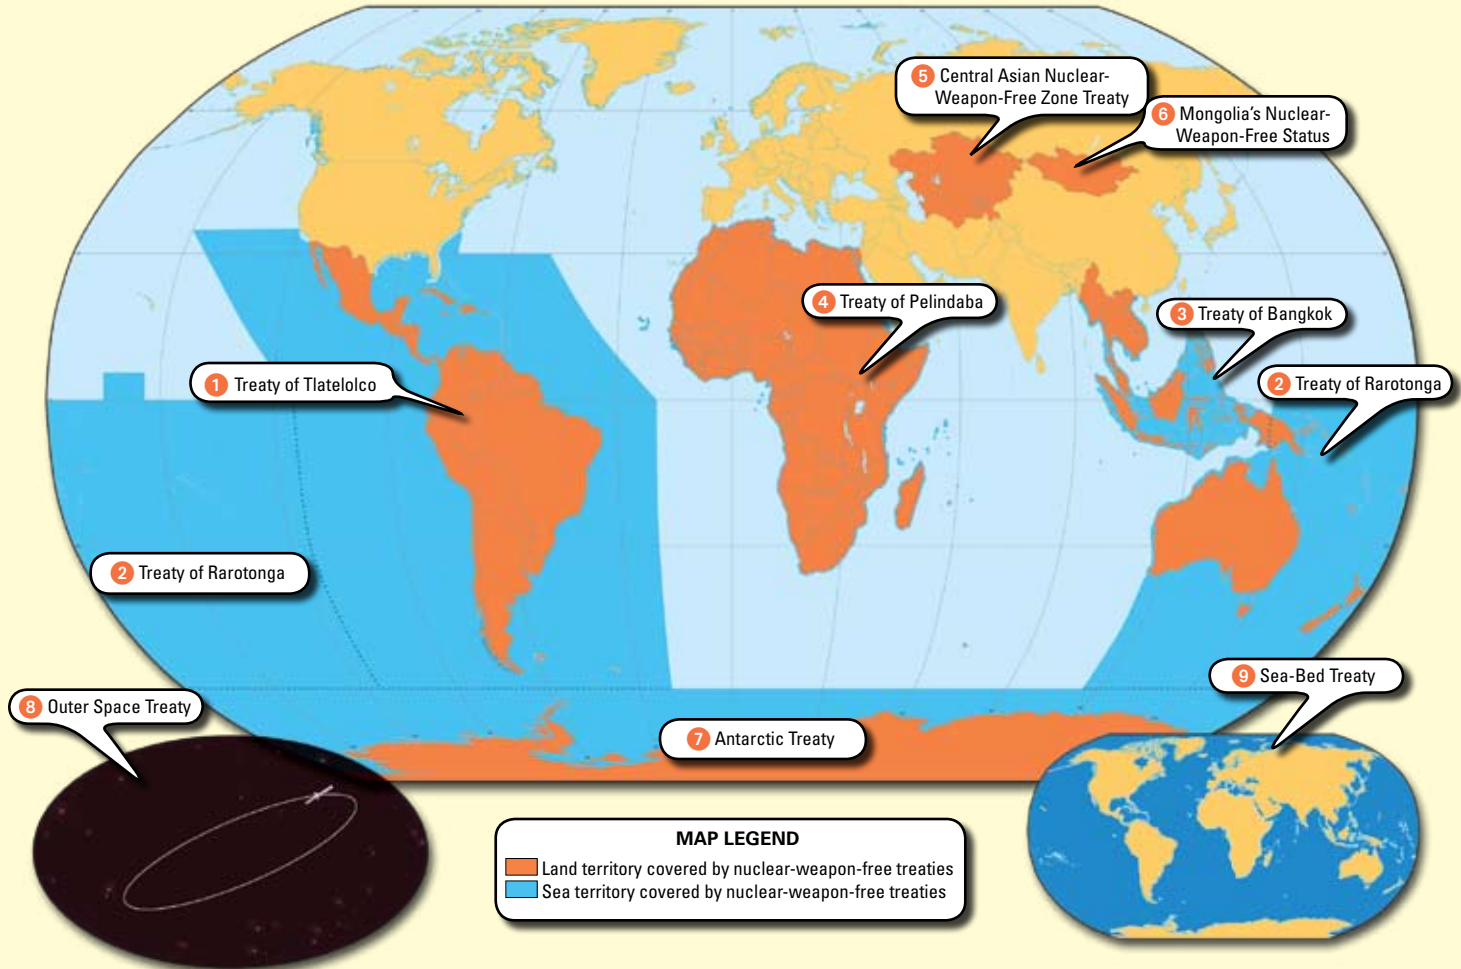 5 Central Asian Nuclear-
Weapon-Free Zone Treaty
6 Mongolia's Nuclear-
Weapon-Free Status
4 Treaty of Pelindaba
3 Treaty of Bangkok
1 Treaty of Tlatelolco
2 Treaty of Rarotonga
2 Treaty of Rarotonga
9 Sea-Bed Treaty
8 Outer Space Treaty
7 Antarctic Treaty
MAP LEGEND
Land territory covered by nuclear-weapon-free treaties
Sea territory covered by nuclear-weapon-free treaties